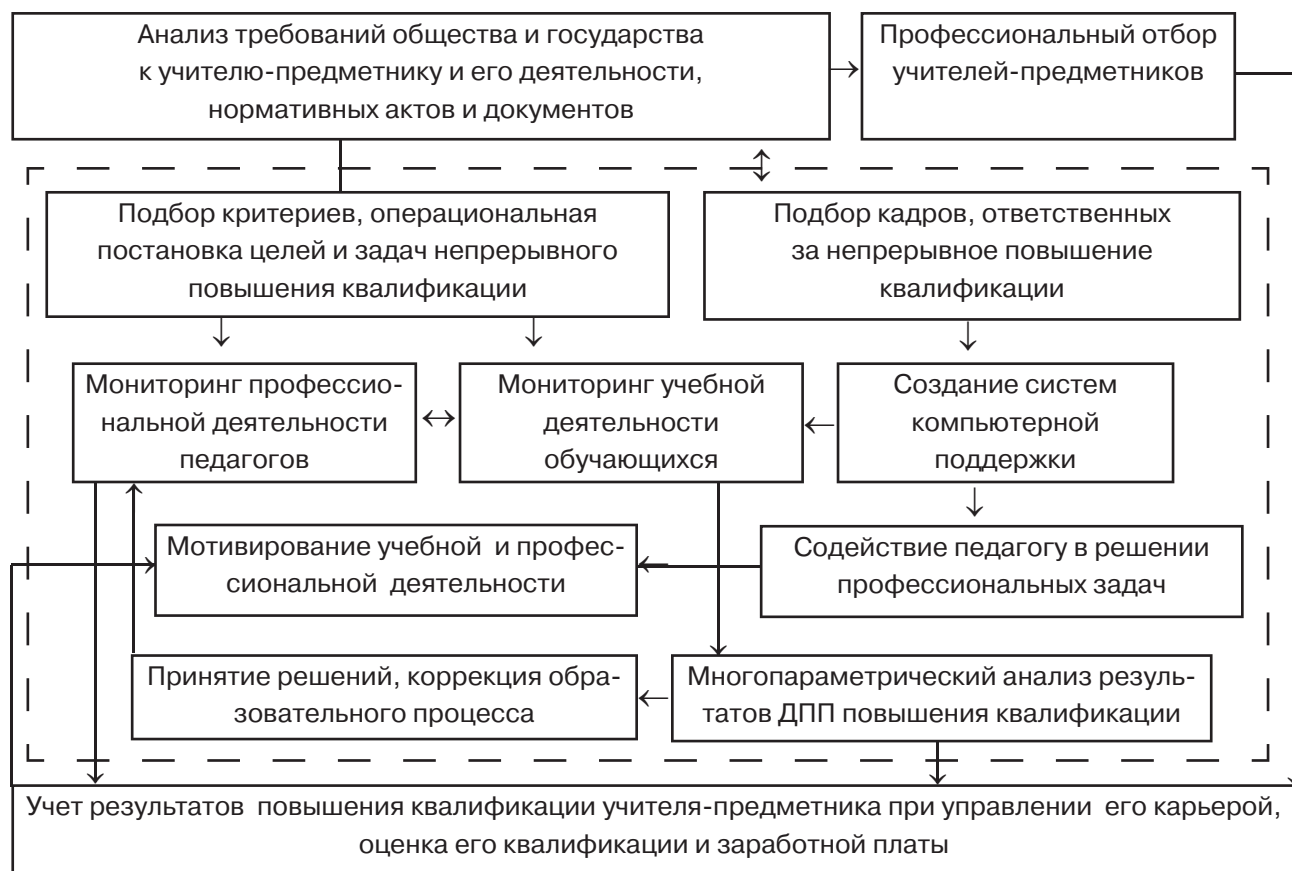 Анализ требований общества и государства
к учителю-предметнику и его деятельности,
нормативных актов и документов
Профессиональный отбор
учителей-предметников
Подбор критериев, операциональная
постановка целей и задач непрерывного
повышения квалификации
Подбор кадров, ответственных
за непрерывное повышение
квалификации
Мониторинг профессио-
нальной деятельности
педагогов
Мониторинг учебной
деятельности
обучающихся
Создание систем
компьютерной
поддержки
Мотивирование учебной и профес-
сиональной деятельности
Содействие педагогу в решении
профессиональных задач
Принятие решений, коррекция обра-
зовательного процесса
Многопараметрический анализ резуль-
татов ДПП повышения квалификации
Учет результатов повышения квалификации учителя-предметника при управлении его карьерой,
оценка его квалификации и заработной платы